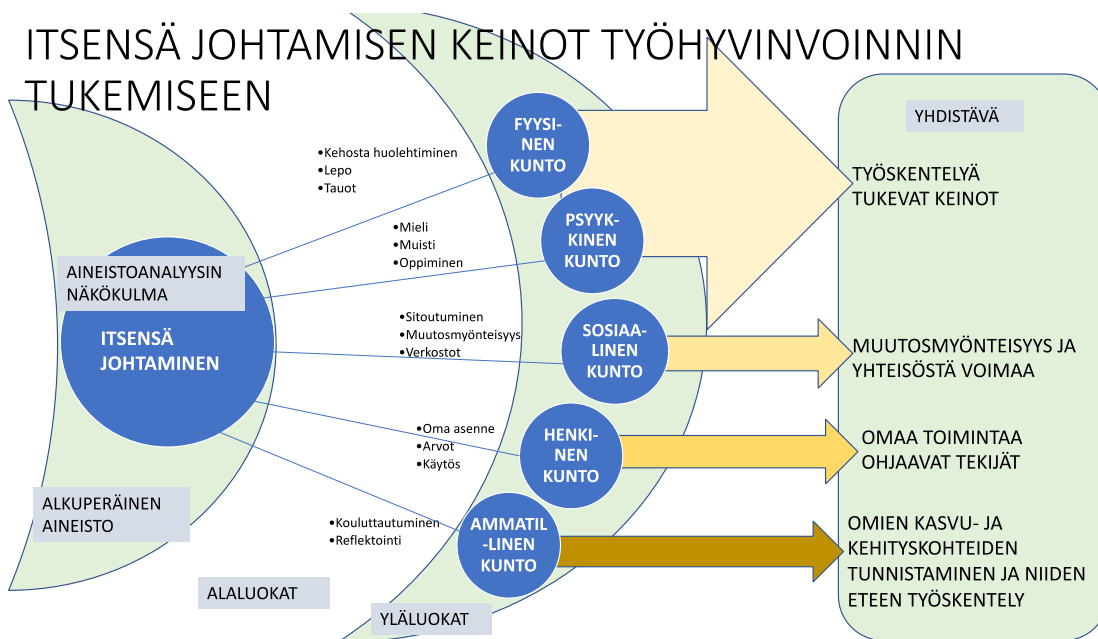 ITSENSÄ JOHTAMISEN KEINOT TYÖHYVINVOINNIN
TUKEMISEEN
AINEISTOANALYYSIN
NÄKÖKULMA
ITSENSÄ
JOHTAMINEN
ALKUPERÄINEN
AINEISTO
•Kehosta huolehtiminen
•Lepo
•Tauot
•Mieli
•Muisti
•Oppiminen
•Sitoutuminen
•Muutosmyönteisyys
•Verkostot
•Oma asenne
•Arvot
•Käytös
•Kouluttautuminen
•Reflektointi
ALALUOKAT
FYYSI-
NEN
KUNTO
PSYYK-
KINEN
KUNTO
SOSIAA-
LINEN
KUNTO
HENKI-
NEN
KUNTO
AMMATIL
-LINEN
KUNTO
YLÄLUOKAT
YHDISTÄVÄ
TYÖSKENTELYÄ
TUKEVAT KEINOT
MUUTOSMYÖNTEISYYS JA
YHTEISÖSTÄ VOIMAA
OMAA TOIMINTAA
OHJAAVAT TEKIJÄT
OMIEN KASVU- JA
KEHITYSKOHTEIDEN
TUNNISTAMINEN JA NIIDEN
ETEEN TYÖSKENTELY